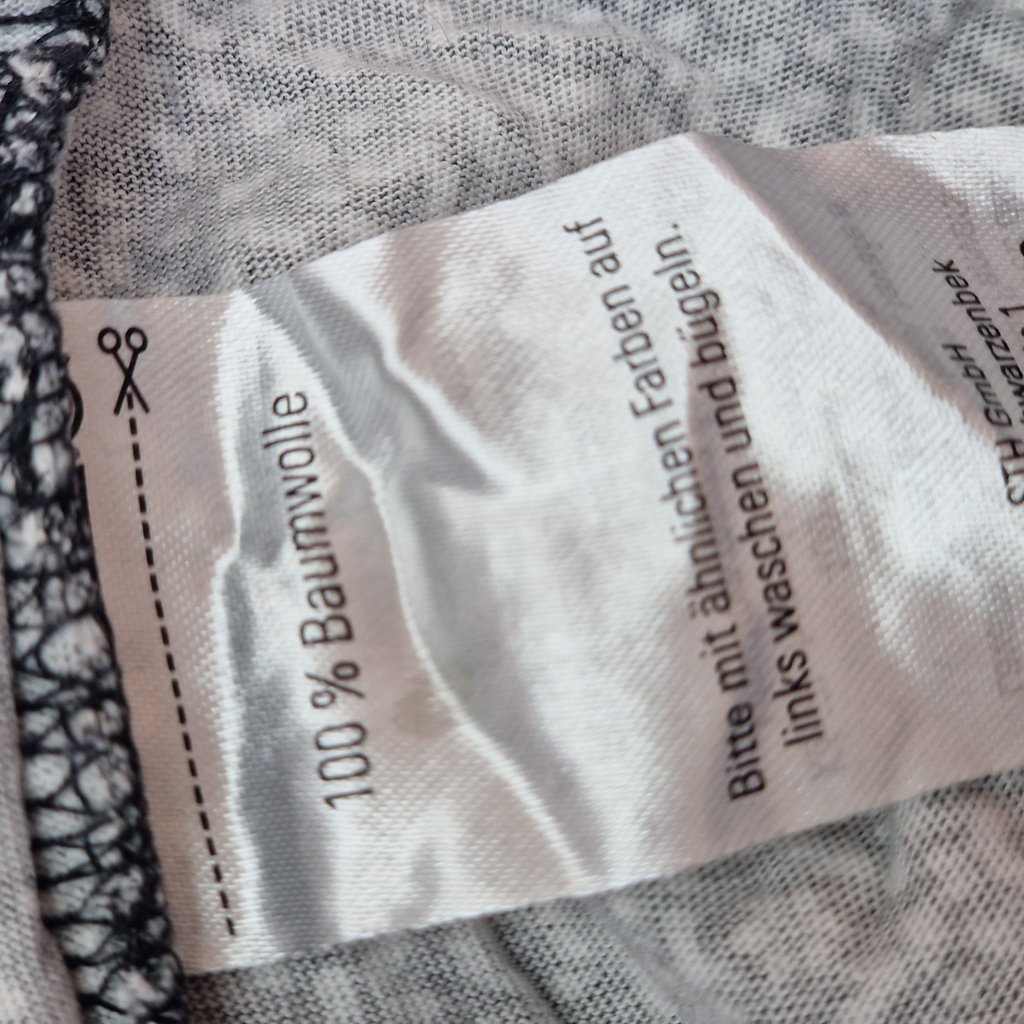 100 % Baumwolle
Bitte mit ähnlichen Farben auf
links waschen und bügeln.
STH GmbH